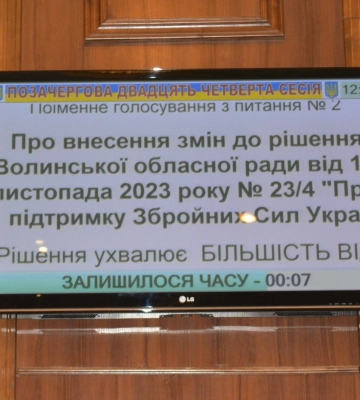 ПОЗАЧЕРГОВА ДВАДЦЯТЬ ЧЕТВЕРТА СЕСІЯ 12:
Поіменне голосування з питання № 2
Про внесення змін до рішення
Волинської обласної ради від 1
листопада 2023 року № 23/4 "Пр
підтримку Збройних Сил Укра
Рішення ухвалює БІЛЬШІСТЬ ВІ
ЗАЛИШИЛОСЯ ЧАСУ - 00:07
LG